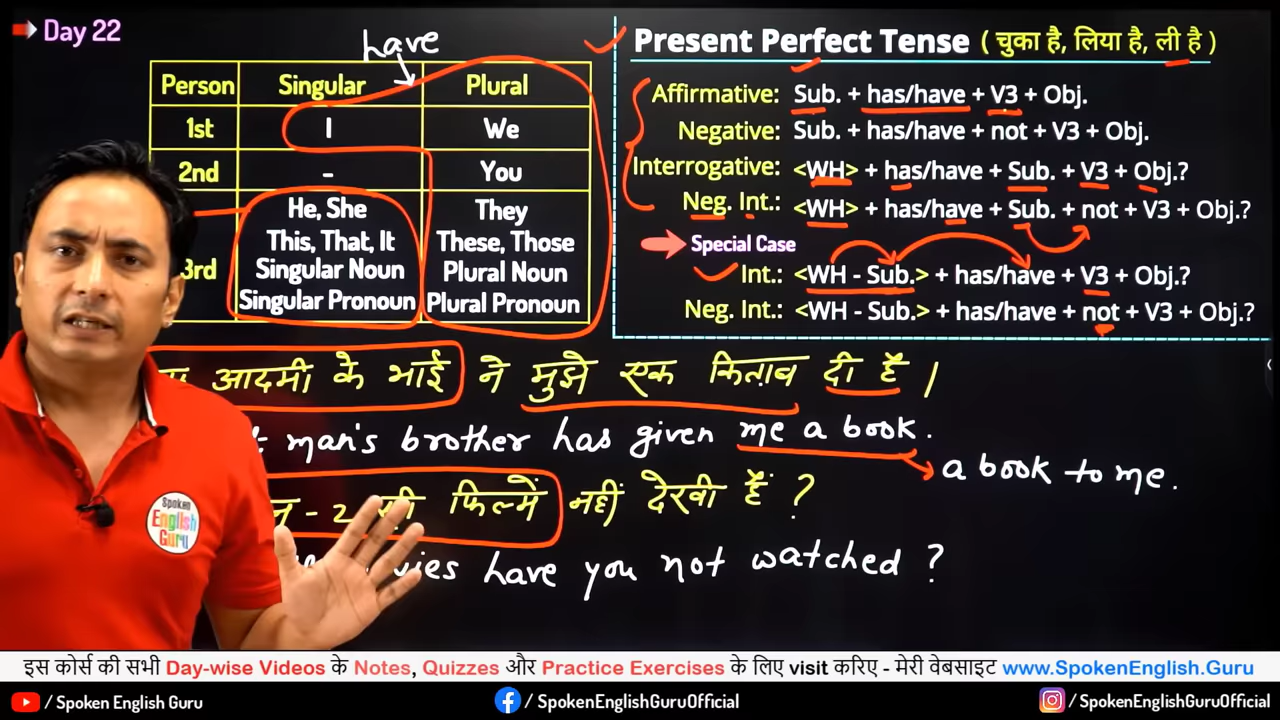 Day 22
have
Person Singular Plural
1st I We
2nd - You
3rd He, She They
This, That, It These, Those
Singular Noun Plural Noun
Singular Pronoun Plural Pronoun
Present Perfect Tense ( चुका है, लिया है, ली है )
Affirmative: Sub. + has/have + V3 + Obj.
Negative: Sub. + has/have + not + V3 + Obj.
Interrogative: <WH> + has/have + Sub. + V3 + Obj.?
Neg. Int.: <WH> + has/have + Sub. + not + V3 + Obj.?
Special Case
Int.: <WH - Sub.> + has/have + V3 + Obj.?
Neg. Int.: <WH - Sub.> + has/have + not + V3 + Obj.?
आदमी के भाई ने मुझे एक किताब दी है ।
man's brother has given me a book.
a book to me.
- 2 सी फिल्में नहीं देखी हैं ?
have you not watched ?
Spoken
English
Guru
इस कोर्स की सभी Day-wise Videos के Notes, Quizzes और Practice Exercises के लिए visit करिए - मेरी वेबसाइट www.SpokenEnglish.Guru
Spoken English Guru /SpokenEnglishGuruOfficial /SpokenEnglishGuruOfficial